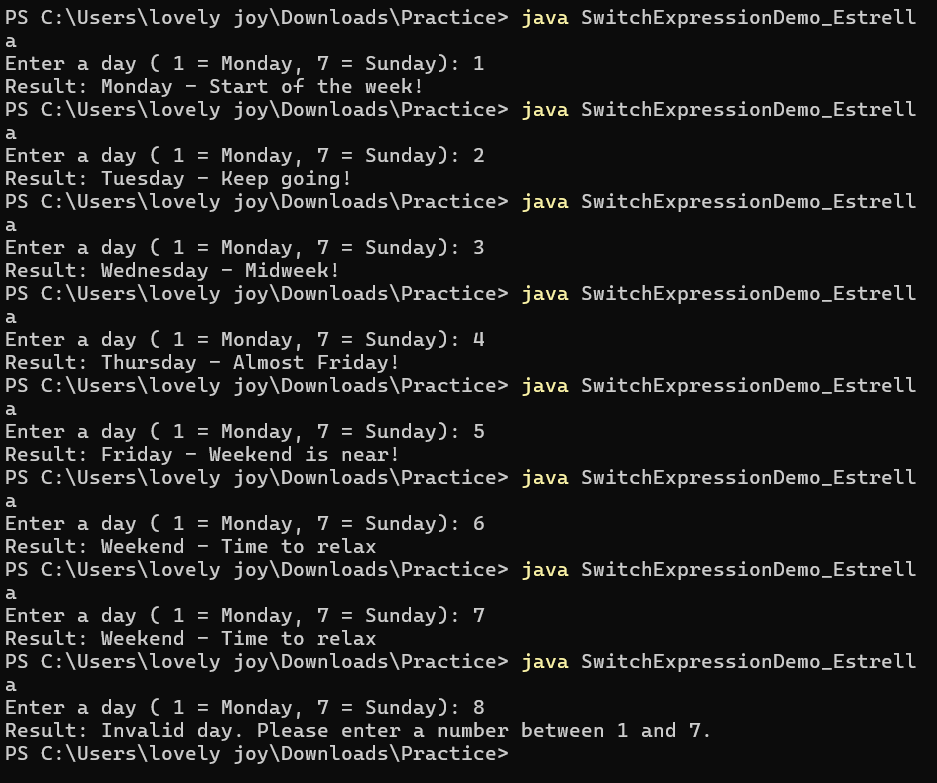 PS C:\Users\lovely joy\Downloads\Practice> java SwitchExpressionDemo_Estrell
a
Enter a day ( 1 = Monday, 7 = Sunday): 1
Result: Monday - Start of the week!
PS C:\Users\lovely joy\Downloads\Practice> java SwitchExpressionDemo_Estrell
a
Enter a day ( 1 = Monday, 7 = Sunday): 2
Result: Tuesday - Keep going!
PS C:\Users\lovely joy\Downloads\Practice> java SwitchExpressionDemo_Estrell
a
Enter a day ( 1 = Monday, 7 = Sunday): 3
Result: Wednesday - Midweek!
PS C:\Users\lovely joy\Downloads\Practice> java SwitchExpressionDemo_Estrell
a
Enter a day ( 1 = Monday, 7 = Sunday): 4
Result: Thursday - Almost Friday!
PS C:\Users\lovely joy\Downloads\Practice> java SwitchExpressionDemo_Estrell
a
Enter a day ( 1 = Monday, 7 = Sunday): 5
Result: Friday - Weekend is near!
PS C:\Users\lovely joy\Downloads\Practice> java SwitchExpressionDemo_Estrell
a
Enter a day ( 1 = Monday, 7 = Sunday): 6
Result: Weekend - Time to relax
PS C:\Users\lovely joy\Downloads\Practice> java SwitchExpressionDemo_Estrell
a
Enter a day ( 1 = Monday, 7 = Sunday): 7
Result: Weekend - Time to relax
PS C:\Users\lovely joy\Downloads\Practice> java SwitchExpressionDemo_Estrell
a
Enter a day ( 1 = Monday, 7 = Sunday): 8
Result: Invalid day. Please enter a number between 1 and 7.
PS C:\Users\lovely joy\Downloads\Practice>